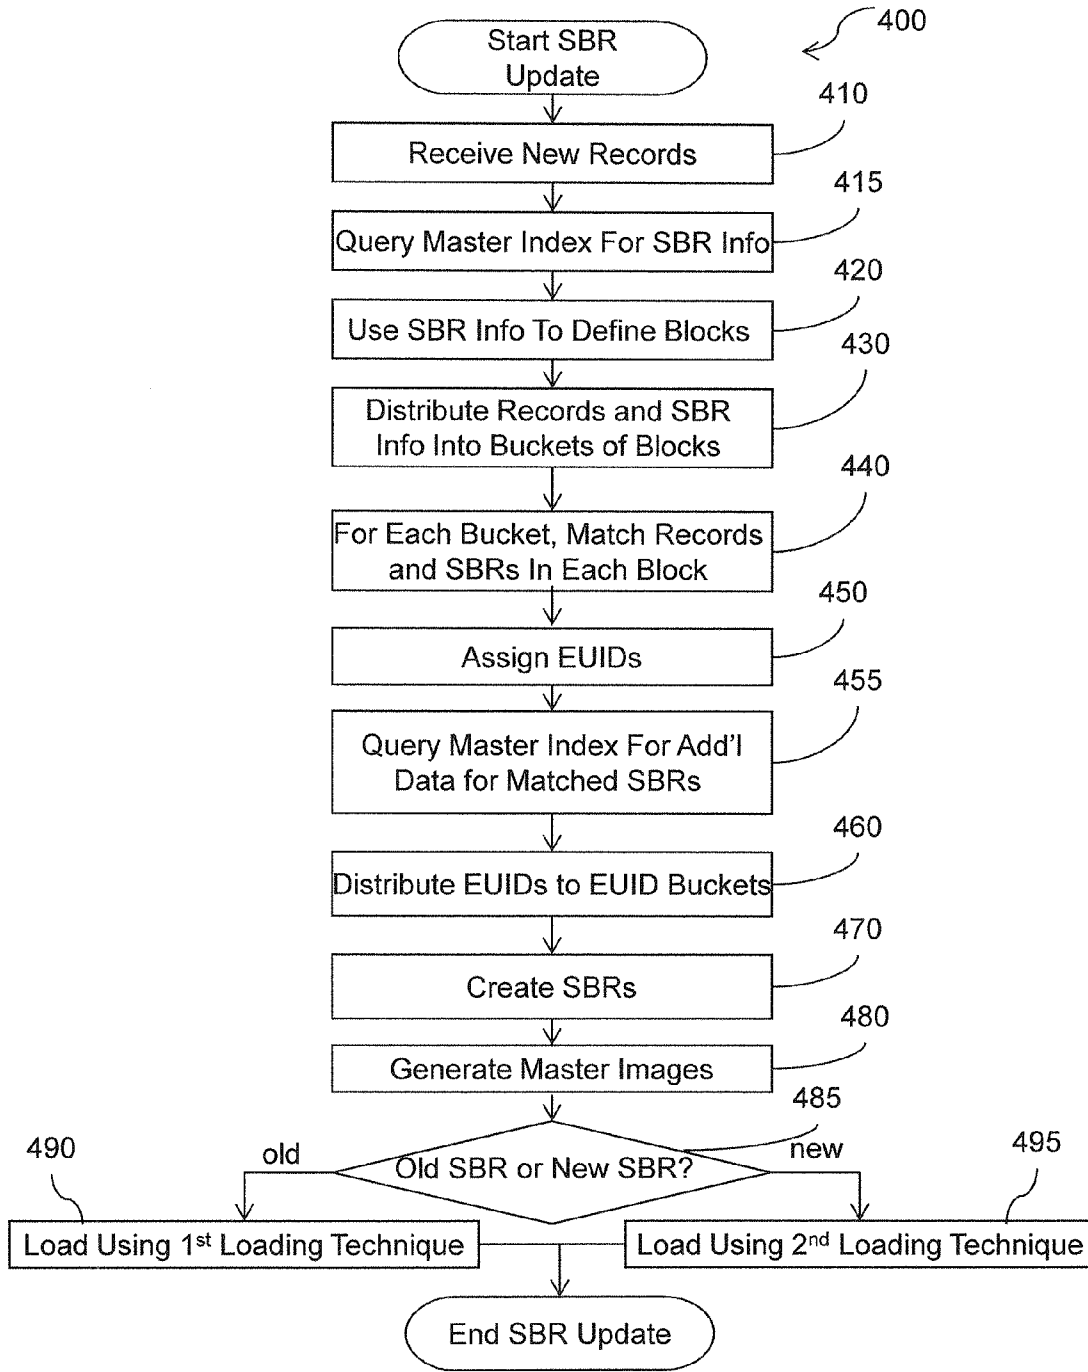 Start SBR
Update
400
410
Receive New Records
415
Query Master Index For SBR Info
420
Use SBR Info To Define Blocks
430
Distribute Records and SBR
Info Into Buckets of Blocks
440
For Each Bucket, Match Records
and SBRs In Each Block
450
Assign EUIDs
455
Query Master Index For Add'l
Data for Matched SBRs
460
Distribute EUIDs to EUID Buckets
470
Create SBRs
480
Generate Master Images
485
490
old
Old SBR or New SBR?
new
495
Load Using 1st Loading Technique
Load Using 2nd Loading Technique
End SBR Update